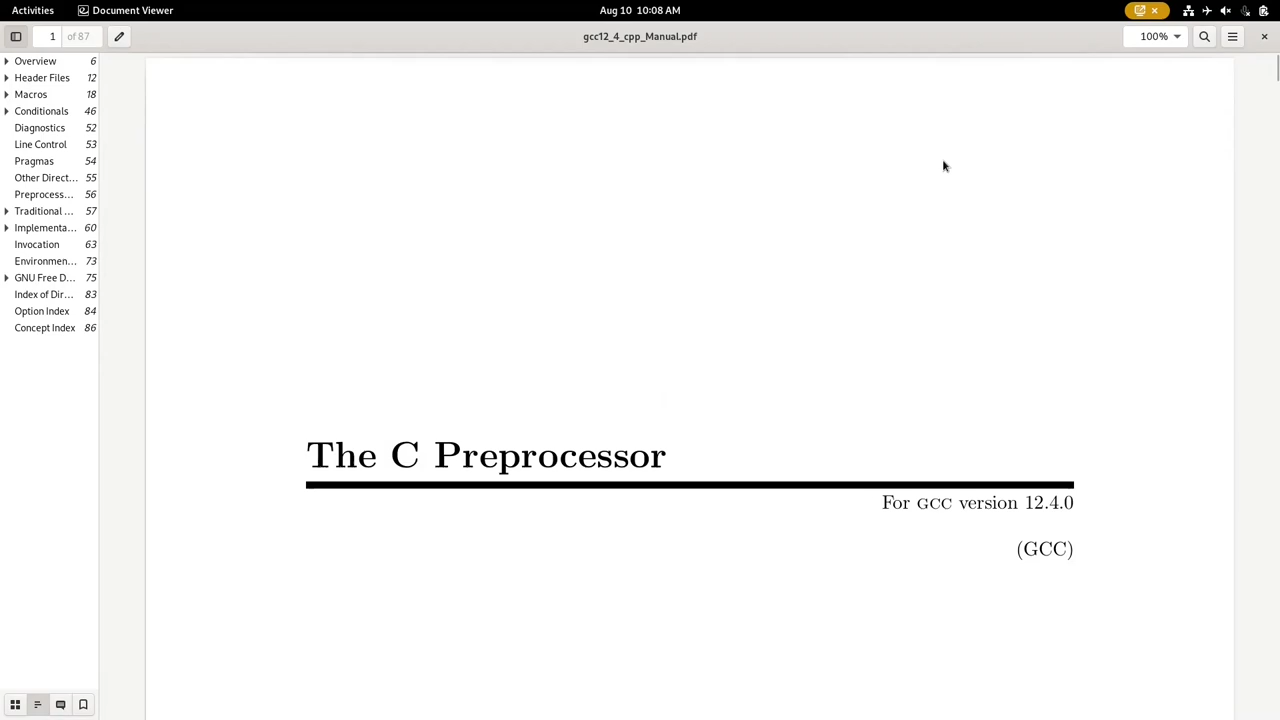 Activities Document Viewer Aug 10 10:08 AM
1 of 87 gcc12_4_cpp_Manual.pdf 100%
Overview 6
Header Files 12
Macros 18
Conditionals 46
Diagnostics 52
Line Control 53
Pragmas 54
Other Direct... 55
Preprocess... 56
Traditional ... 57
Implementa... 60
Invocation 63
Environmen... 73
GNU Free D... 75
Index of Dir... 83
Option Index 84
Concept Index 86
The C Preprocessor
For GCC version 12.4.0
(GCC)